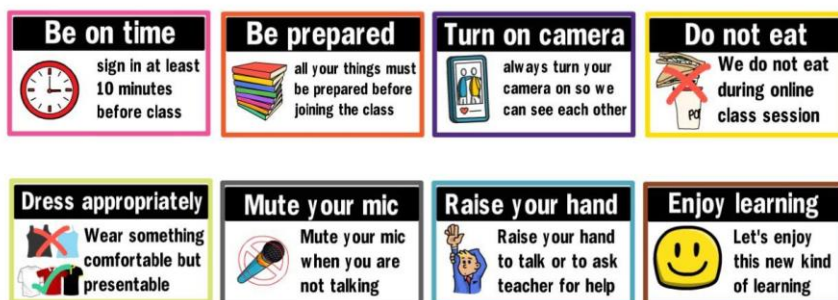 Be on time
sign in at least
10 minutes
before class
Be prepared
all your things must
be prepared before
joining the class
Turn on camera
always turn your
camera on so we
can see each other
Do not eat
We do not eat
during online
class session
Dress appropriately
Wear something
comfortable but
presentable
Mute your mic
Mute your mic
when you are
not talking
Raise your hand
Raise your hand
to talk or to ask
teacher for help
Enjoy learning
Let's enjoy
this new kind
of learning